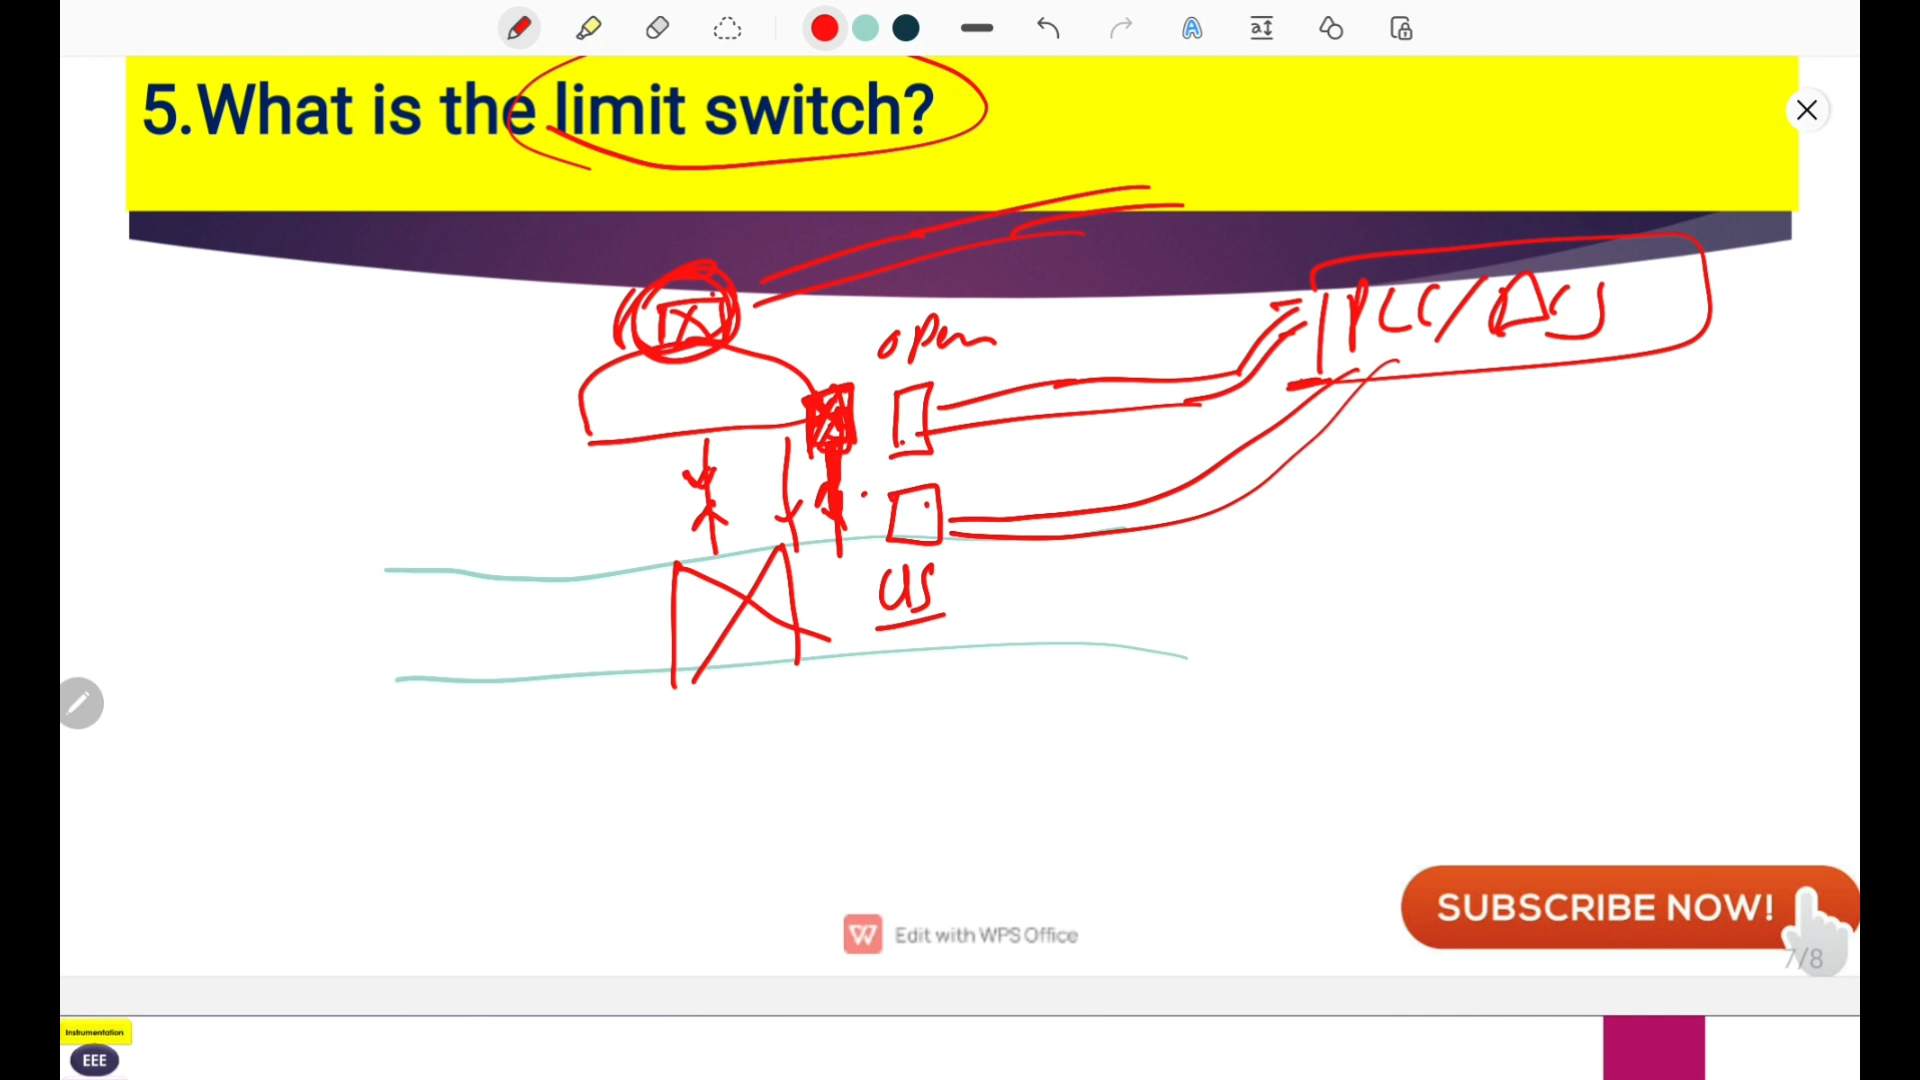 5.What is the limit switch?
open
PLC/DCS
Edit with WPS Office
SUBSCRIBE NOW!
7/8
Instrumentation
EEE